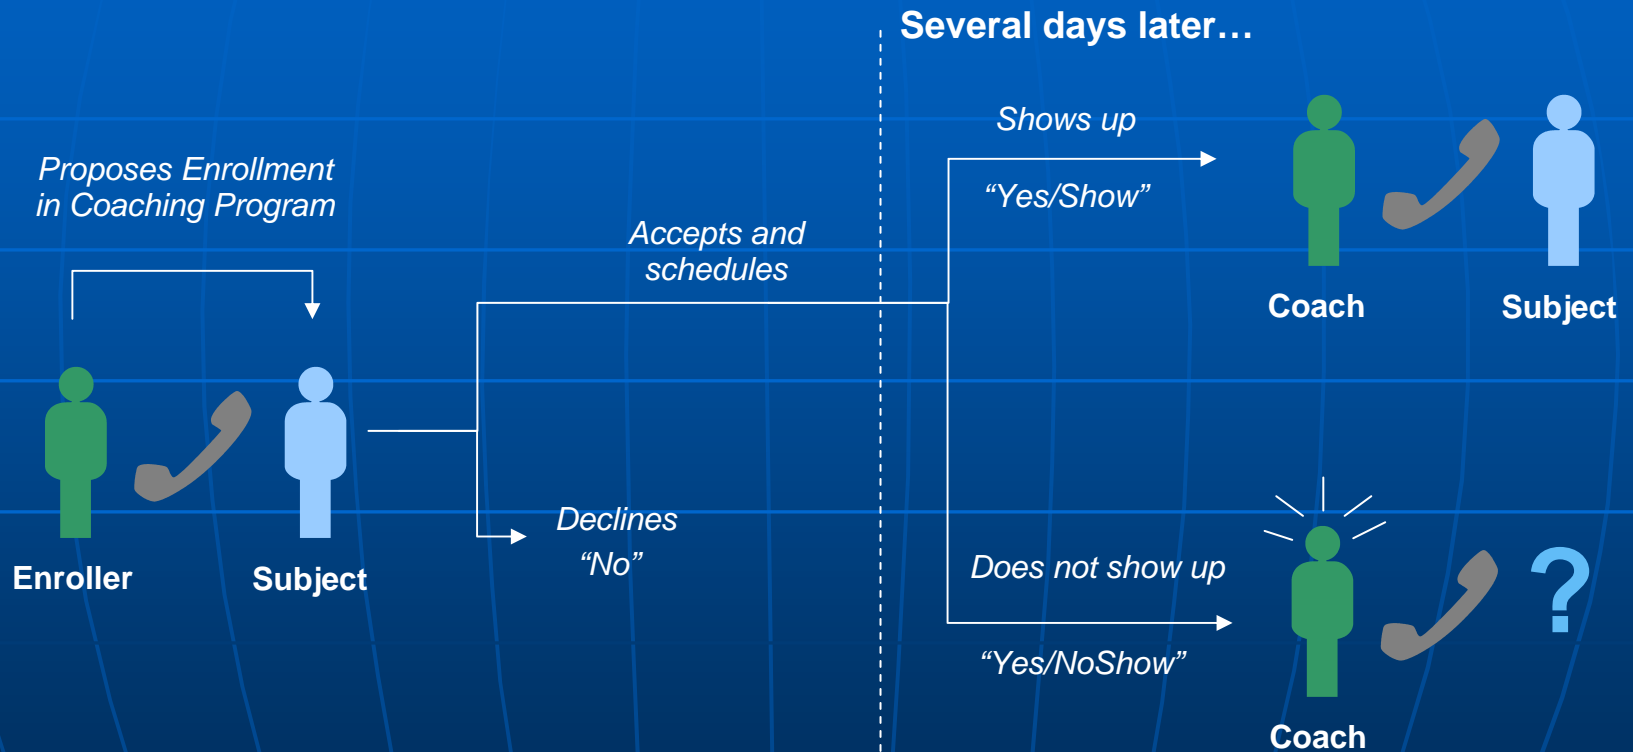 Several days later…
Proposes Enrollment
in Coaching Program
Enroller
Subject
Accepts and
schedules
Declines
“No”
Shows up
“Yes/Show”
Coach
Subject
Does not show up
“Yes/NoShow”
?
Coach